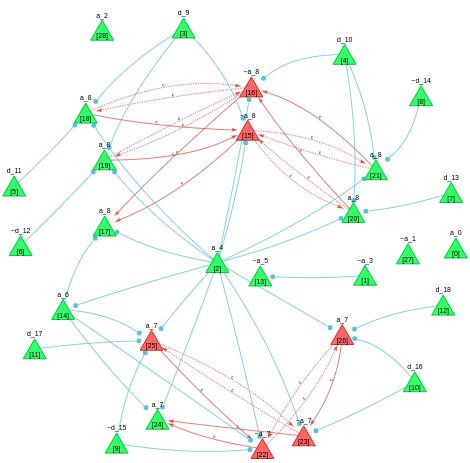 a_2
[28]
d_9
[3]
d_10
[4]
~a_8
[16]
~d_14
[8]
a_8
[18]
~a_8
[15]
a_8
[19]
a_8
[21]
d_11
[5]
d_13
[7]
a_8
[20]
a_8
[17]
~d_12
[6]
a_0
[0]
~a_1
[27]
a_4
[2]
~a_5
[13]
~a_3
[1]
a_6
[14]
d_18
[12]
a_7
[25]
a_7
[26]
d_17
[11]
d_16
[10]
a_7
[24]
~a_7
[23]
~d_15
[9]
~a_7
[22]